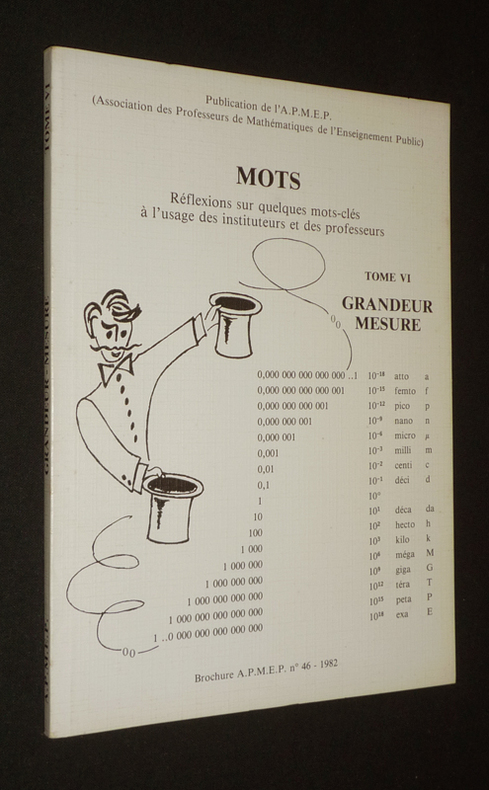 Publication de l'A.P.M.E.P.
(Association des Professeurs de Mathématiques de l'Enseignement Public)
MOTS
Réflexions sur quelques mots-clés
à l'usage des instituteurs et des professeurs
TOME VI
GRANDEUR
MESURE
0,000 000 000 000 000 ..1 10⁻¹⁸ atto a
0,000 000 000 000 001 10⁻¹⁵ femto f
0,000 000 000 001 10⁻¹² pico p
0,000 000 001 10⁻⁹ nano n
0,000 001 10⁻⁶ micro µ
0,001 10⁻³ milli m
0,01 10⁻² centi c
0,1 10⁻¹ déci d
1 10°
10 10¹ déca da
100 10² hecto h
1 000 10³ kilo k
1 000 000 10⁶ méga M
1 000 000 000 10⁹ giga G
1 000 000 000 000 10¹² téra T
1 000 000 000 000 000 10¹⁵ peta P
1 ..0 000 000 000 000 000 10¹⁸ exa E
Brochure A.P.M.E.P. n° 46 - 1982
TOME VI
GRANDEUR-MESURE